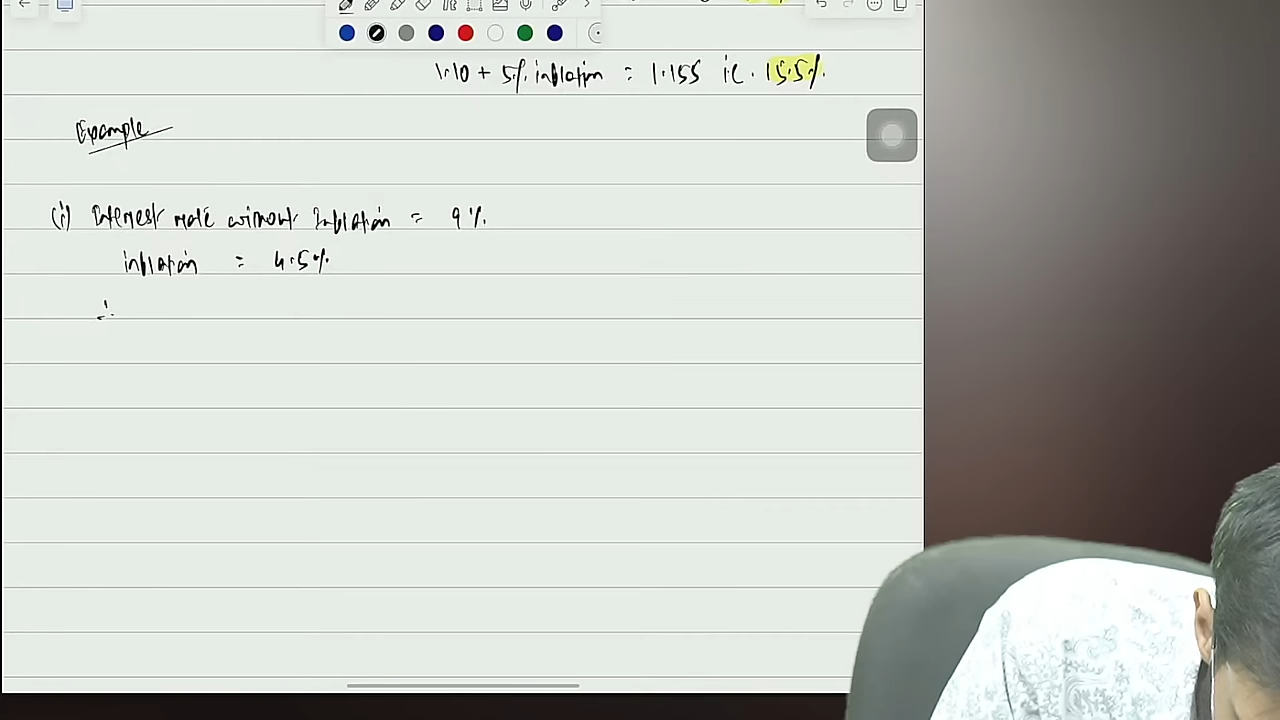 1.10 + 5% inflation = 1.155 i.e. 15.5%
Example
(i) Interest rate without Inflation = 9%
inflation = 4.5%
∴